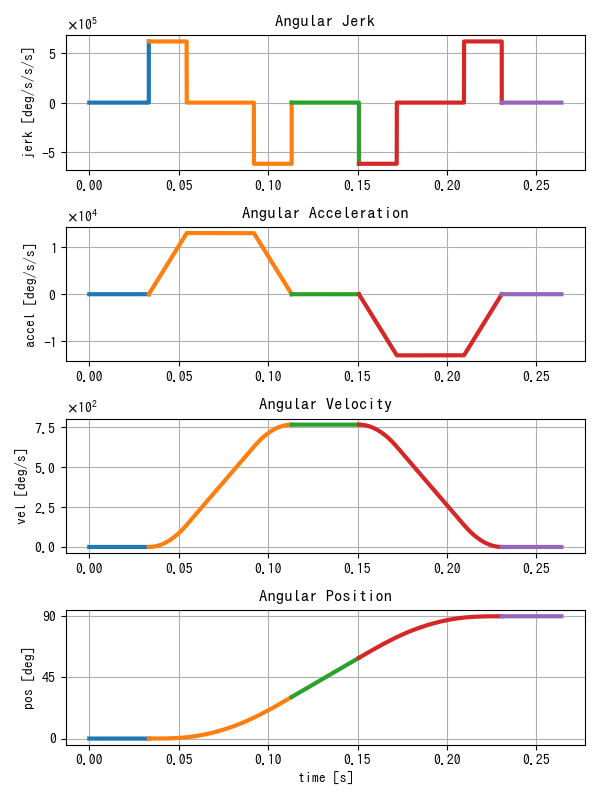 Angular Jerk
×10⁵
jerk [deg/s/s/s]
5
0
−5
0.00 0.05 0.10 0.15 0.20 0.25
Angular Acceleration
×10⁴
accel [deg/s/s]
1
0
−1
0.00 0.05 0.10 0.15 0.20 0.25
Angular Velocity
×10²
vel [deg/s]
7.5
5.0
2.5
0.0
0.00 0.05 0.10 0.15 0.20 0.25
Angular Position
pos [deg]
90
45
0
0.00 0.05 0.10 0.15 0.20 0.25
time [s]